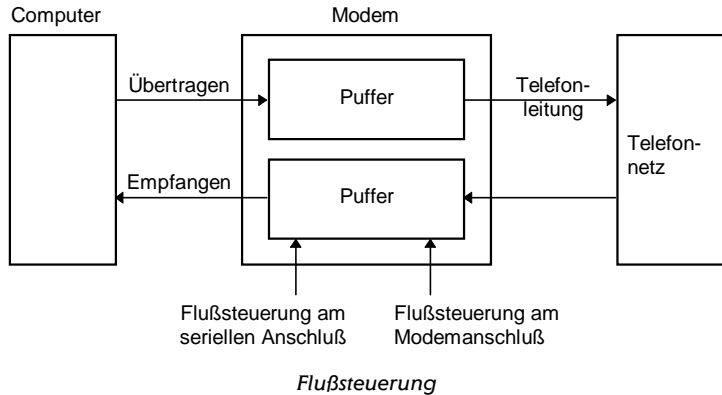 Computer
Modem
Übertragen
Puffer
Telefon-
leitung
Telefon-
netz
Empfangen
Puffer
Flußsteuerung am
seriellen Anschluß
Flußsteuerung am
Modemanschluß
Flußsteuerung